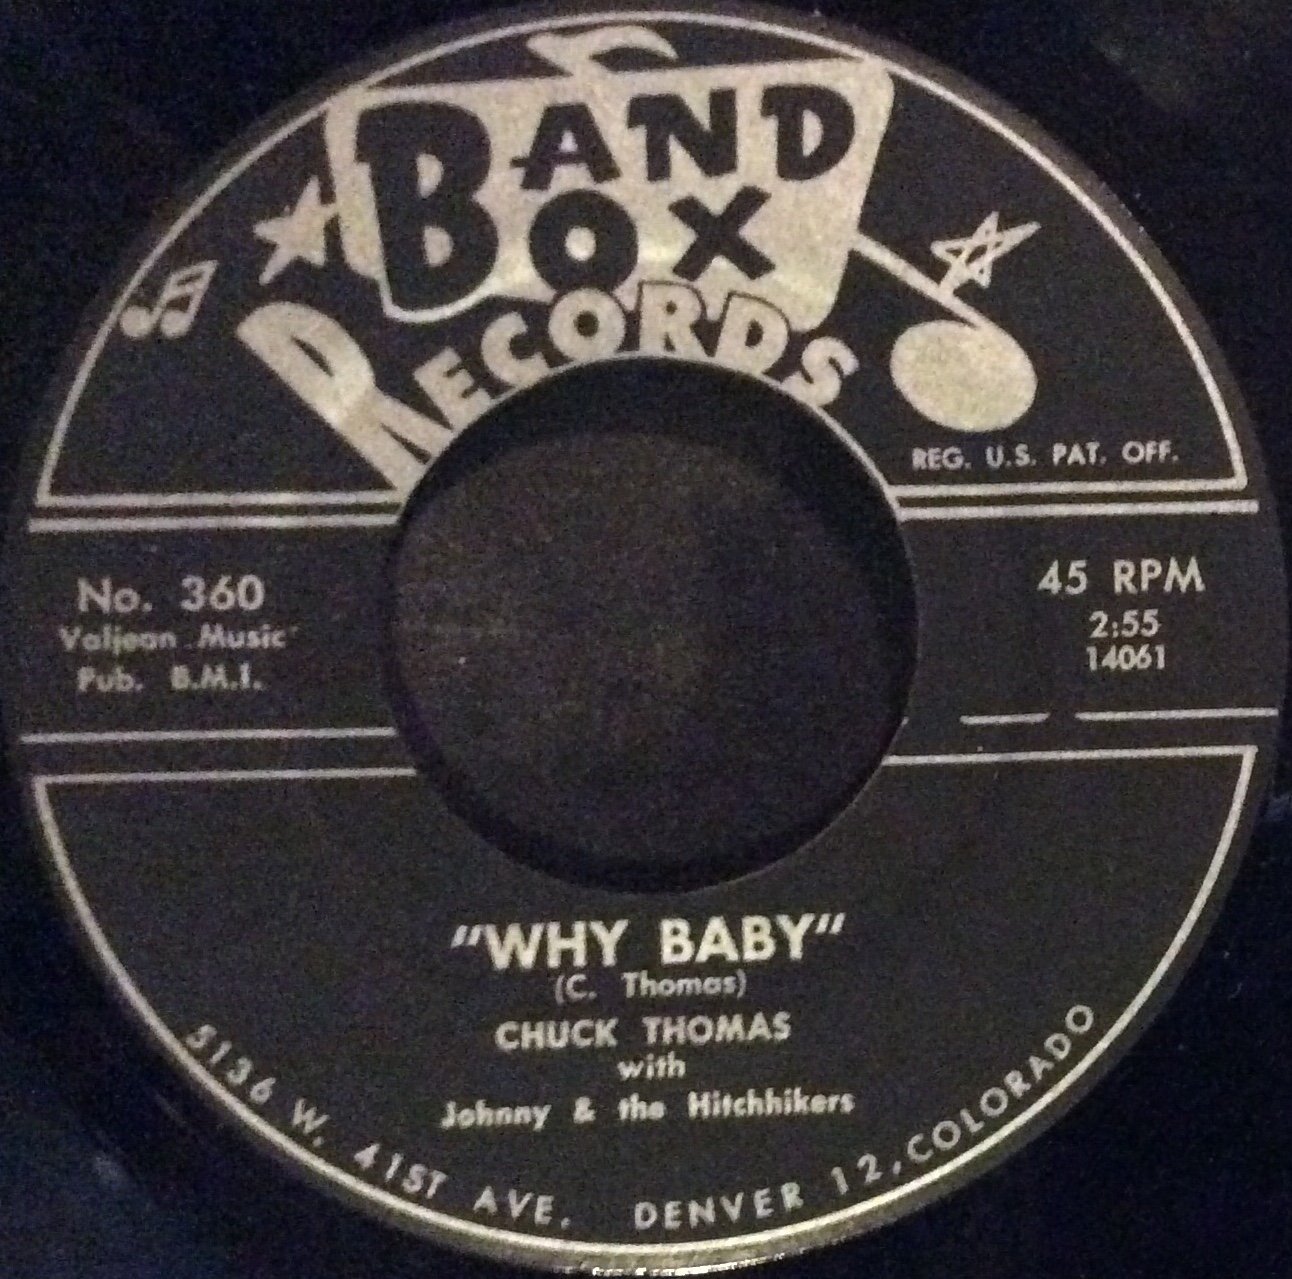 BAND
BOX
RECORDS
REG. U.S. PAT. OFF.
No. 360
Valjean Music
Pub. B.M.I.
45 RPM
2:55
14061
"WHY BABY"
(C. Thomas)
CHUCK THOMAS
with
Johnny & the Hitchhikers
5136 W. 41ST AVE. DENVER 12, COLORADO